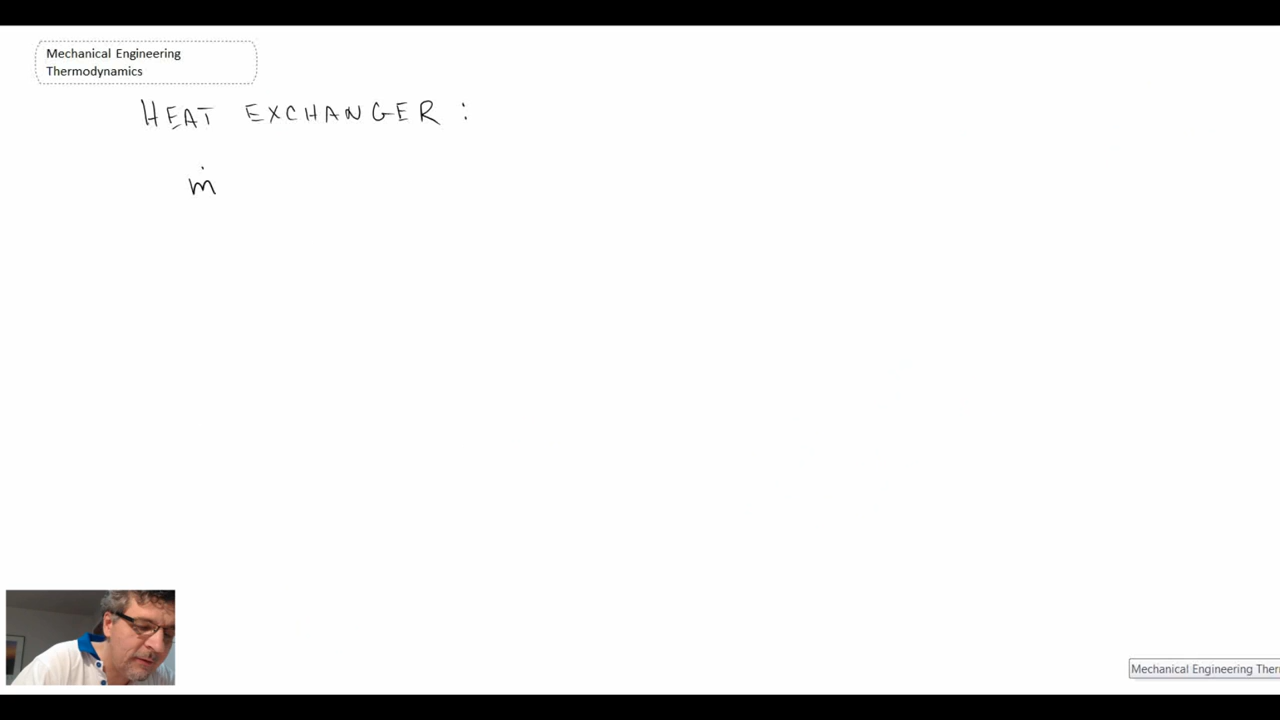 Mechanical Engineering
Thermodynamics
HEAT EXCHANGER :
ṁ
Mechanical Engineering Ther